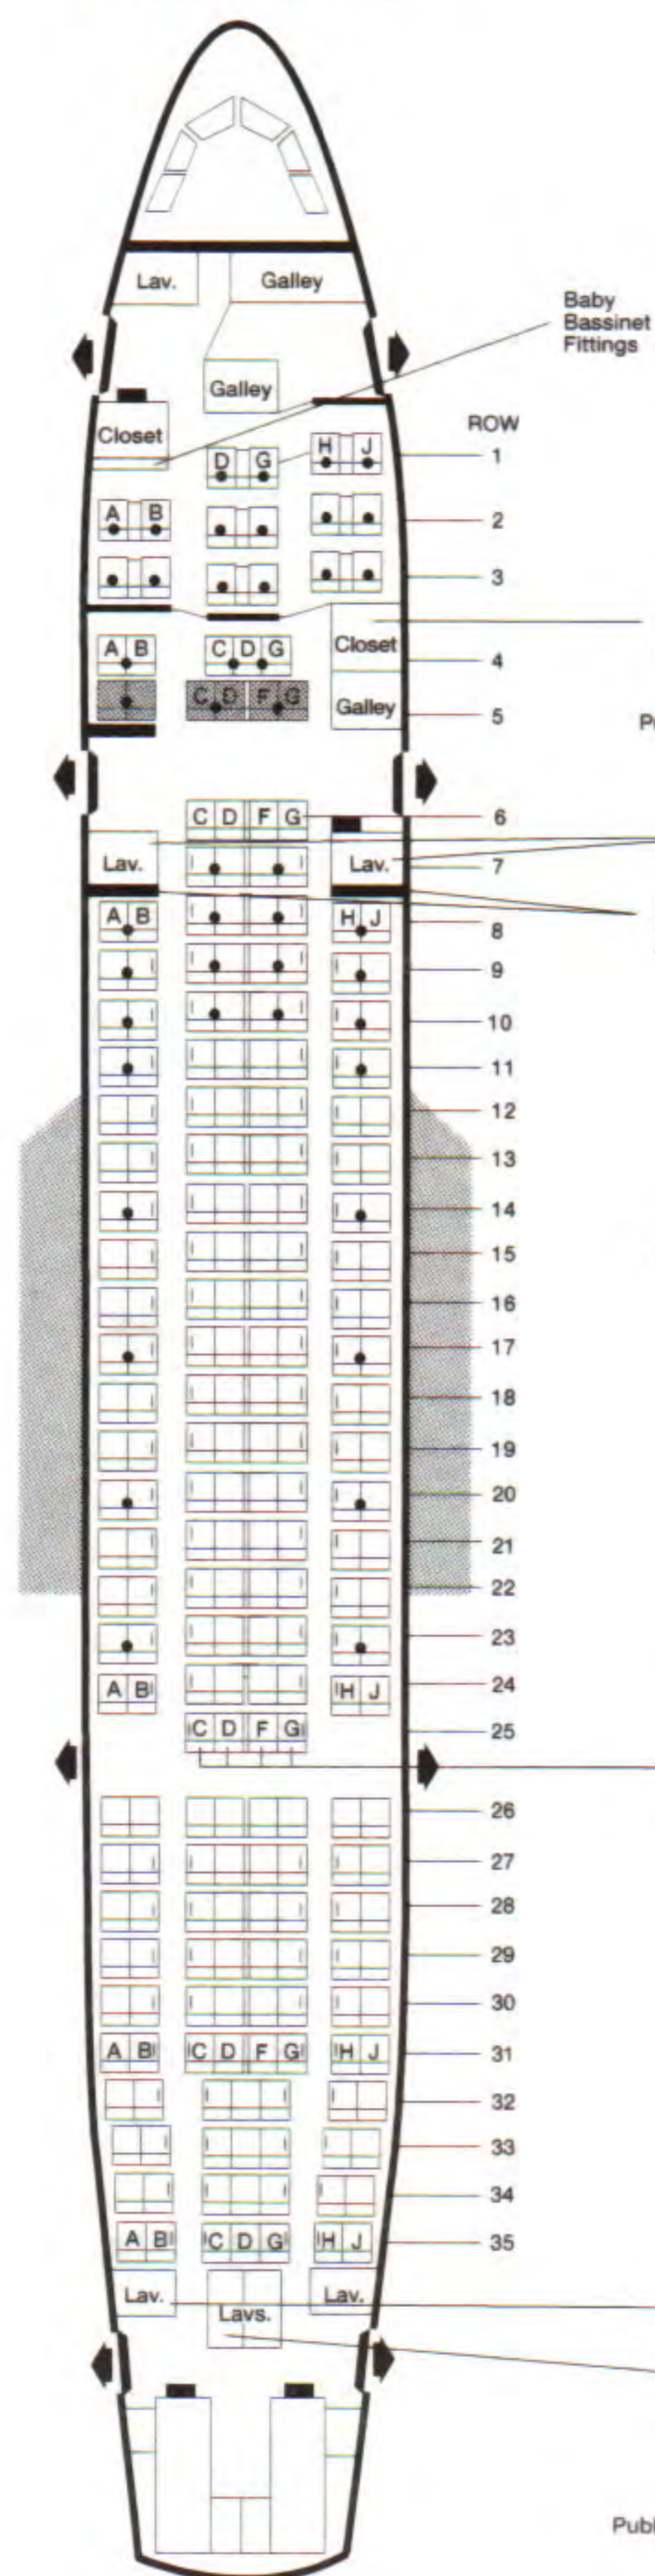 Lav.
Galley
Baby
Bassinet
Fittings
Galley
ROW
Closet
D G
H J
1
A B
2
3
Closet
A B
C D G
4
C D F G
Galley
5
C D F G
6
Lav.
Lav.
7
A B
H J
8
9
10
11
12
13
14
15
16
17
18
19
20
21
22
23
A B
H J
24
C D F G
25
26
27
28
29
30
A B
C D F G
H J
31
32
33
34
A B
C D G
H J
35
Lav.
Lavs.
Lav.
Publ